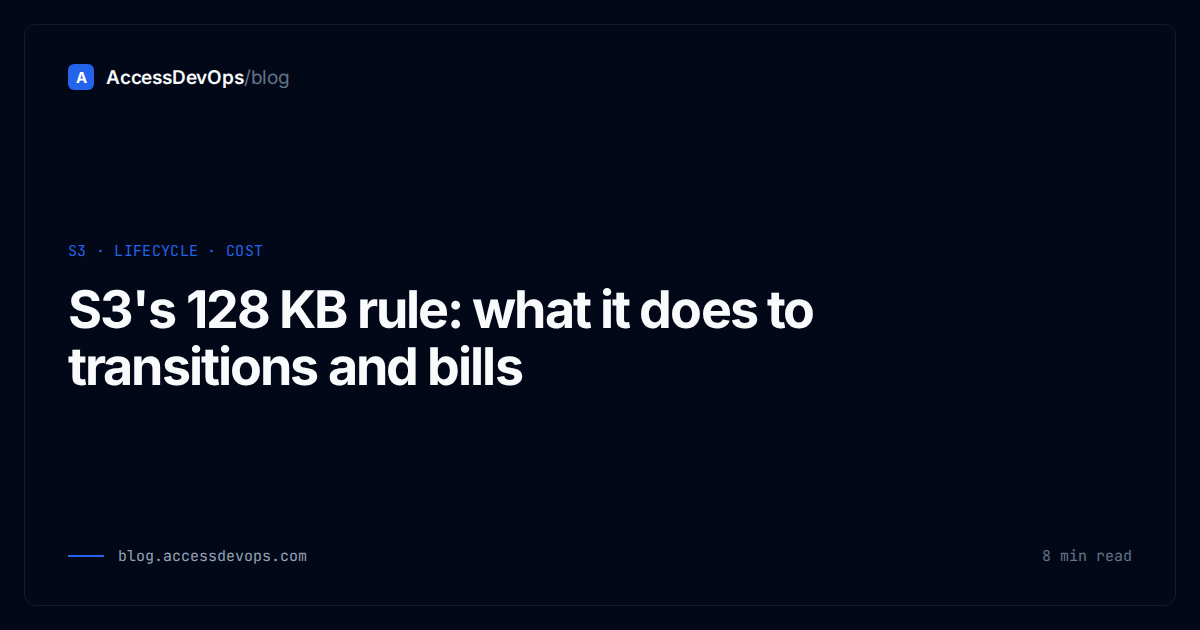 A AccessDevOps/blog
S3 · LIFECYCLE · COST
S3's 128 KB rule: what it does to
transitions and bills
blog.accessdevops.com
8 min read